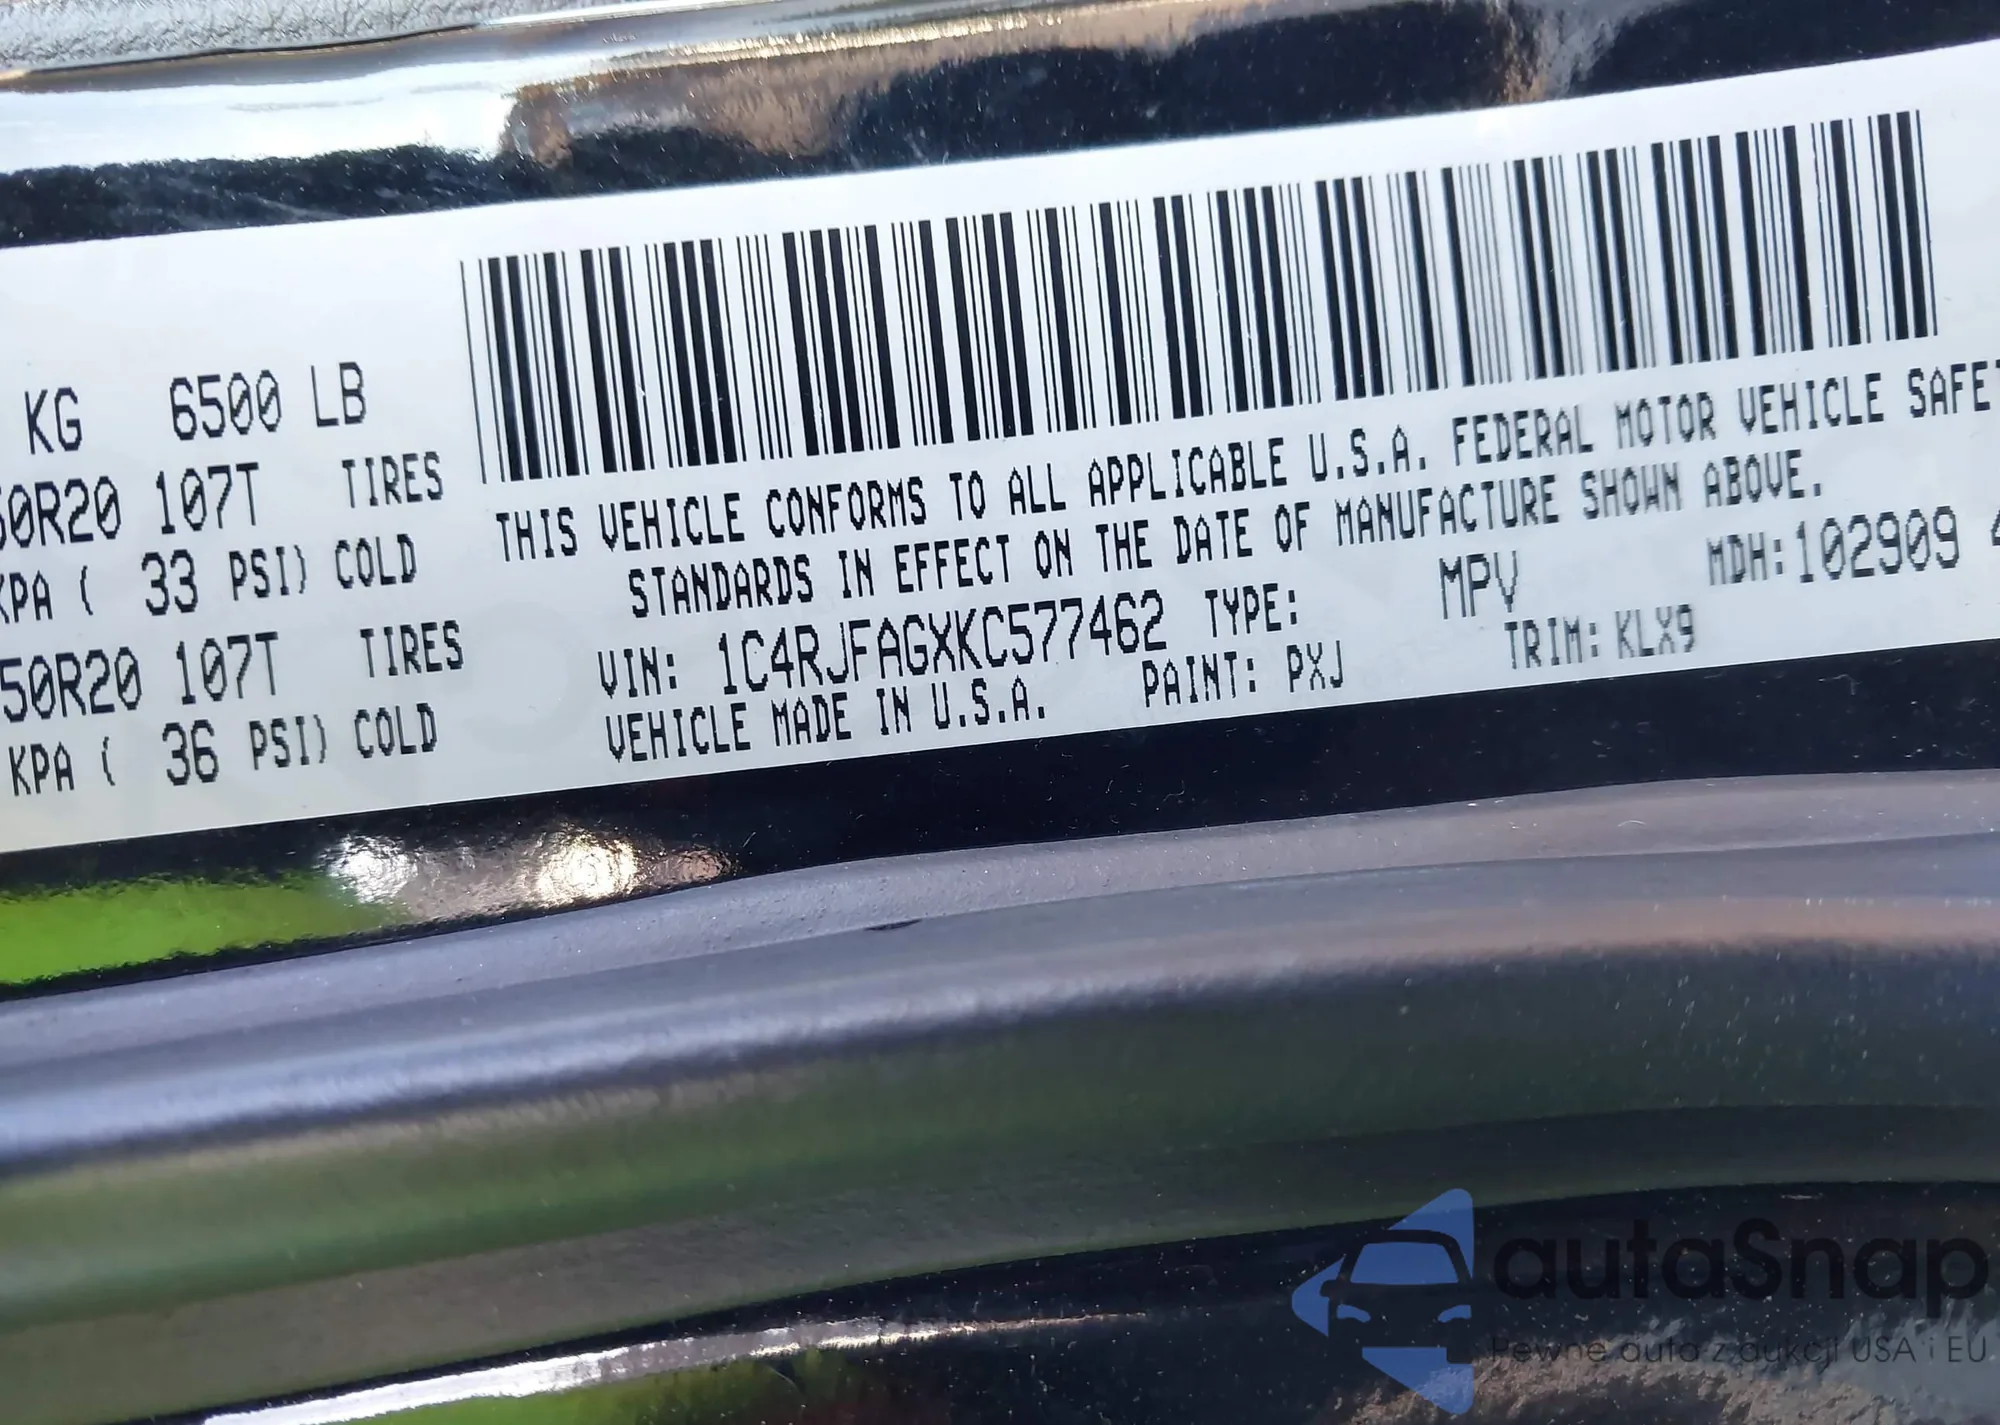 KG 6500 LB
50R20 107T TIRES
KPA ( 33 PSI) COLD
50R20 107T TIRES
KPA ( 36 PSI) COLD
THIS VEHICLE CONFORMS TO ALL APPLICABLE U.S.A. FEDERAL MOTOR VEHICLE SAFET
STANDARDS IN EFFECT ON THE DATE OF MANUFACTURE SHOWN ABOVE.
VIN: 1C4RJFAGXKC577462 TYPE: MPV MDH:102909 4
VEHICLE MADE IN U.S.A. PAINT: PXJ TRIM: KLX9
autaSnap
Pewne auta z aukcji USA i EU